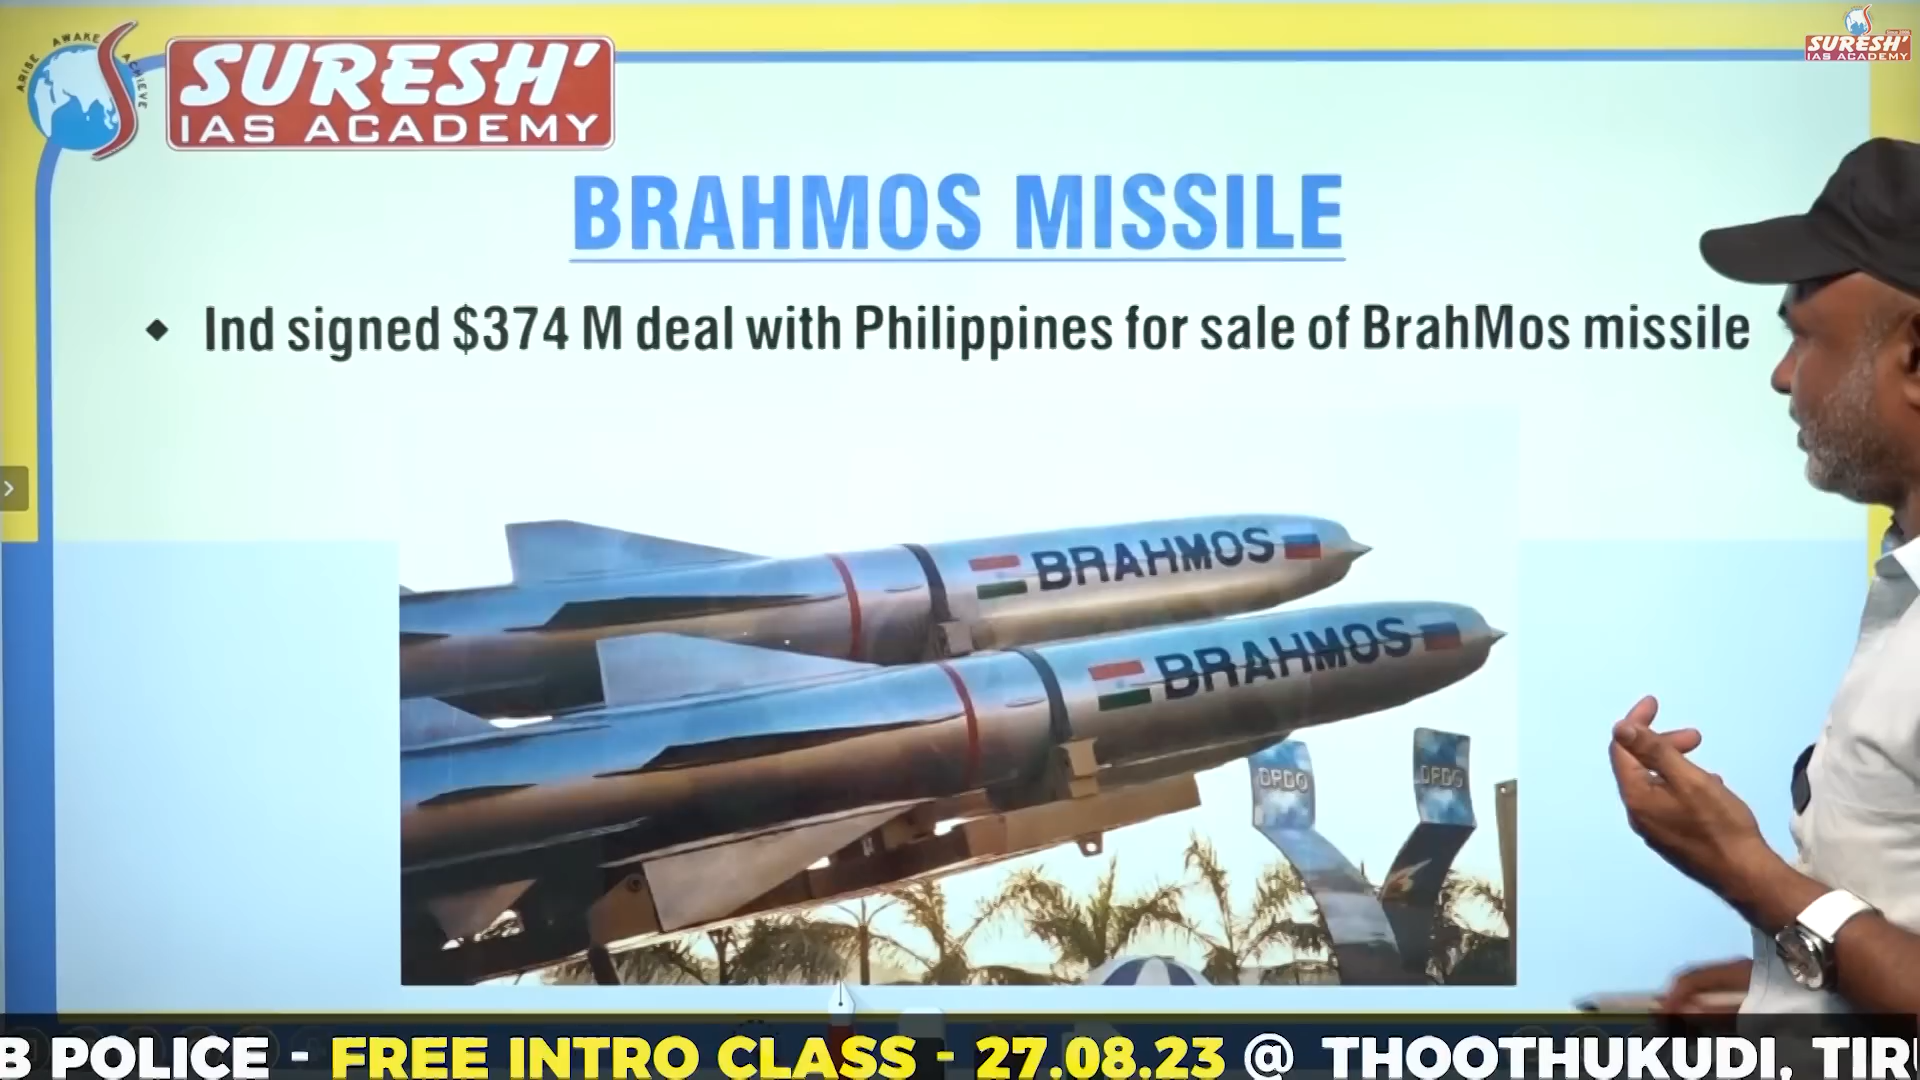 ARISE AWAKE ACHIEVE
SURESH'
IAS ACADEMY
SURESH'
IAS ACADEMY
BRAHMOS MISSILE
◆ Ind signed $374 M deal with Philippines for sale of BrahMos missile
BRAHMOS
BRAHMOS
DRDO
DRDO
B POLICE - FREE INTRO CLASS - 27.08.23 @ THOOTHUKUDI, TIRU